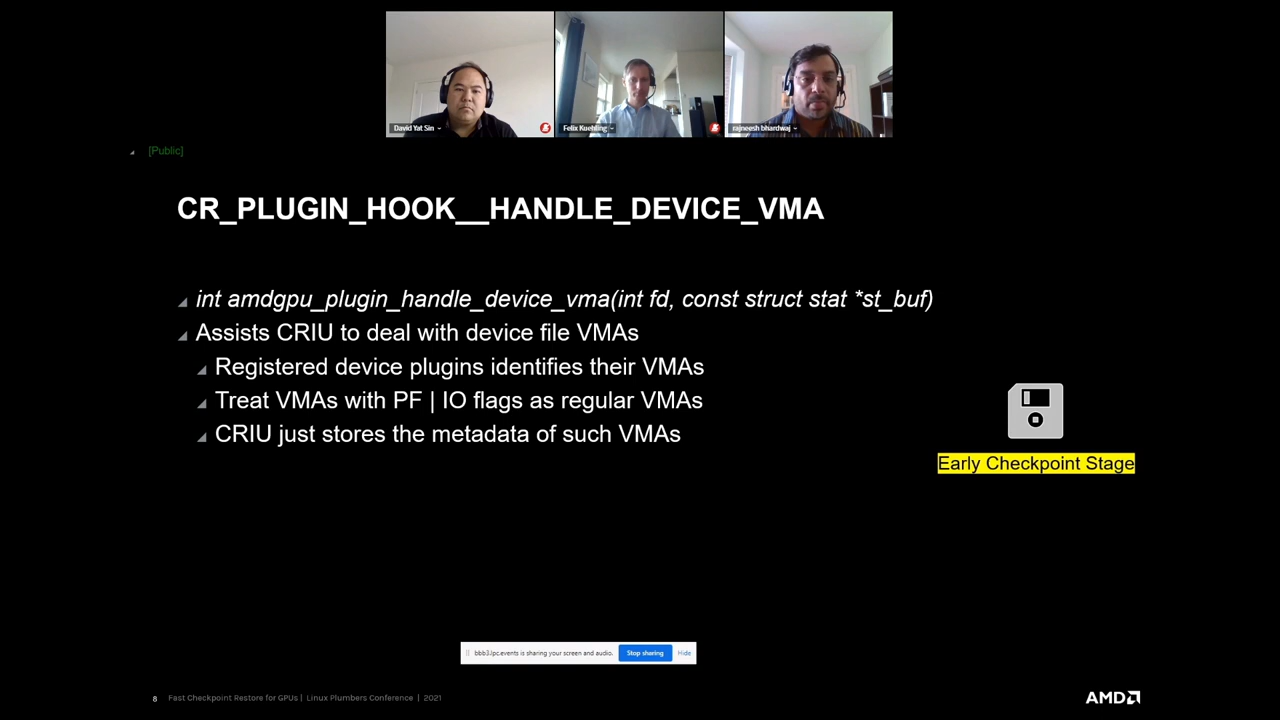 David Yat Sin
Felix Kuehling
rajneesh bhardwaj
[Public]
CR_PLUGIN_HOOK__HANDLE_DEVICE_VMA
int amdgpu_plugin_handle_device_vma(int fd, const struct stat *st_buf)
Assists CRIU to deal with device file VMAs
Registered device plugins identifies their VMAs
Treat VMAs with PF | IO flags as regular VMAs
CRIU just stores the metadata of such VMAs
Early Checkpoint Stage
bbb3.lpc.events is sharing your screen and audio. Stop sharing Hide
8 Fast Checkpoint Restore for GPUs | Linux Plumbers Conference | 2021
AMD